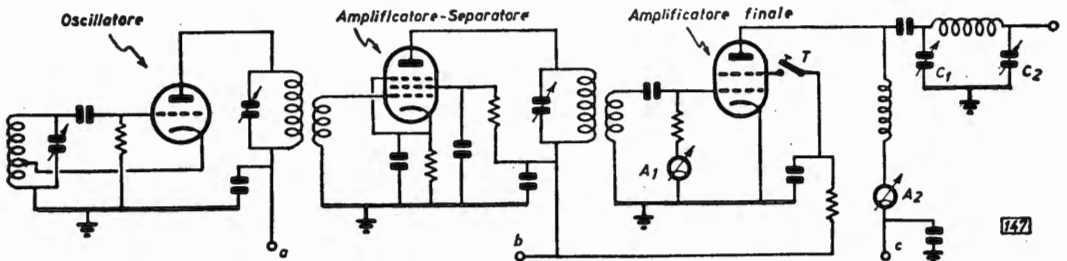 Oscillatore
Amplificatore-Separatore
Amplificatore finale
T
C1
C2
A1
A2
a
b
c
147